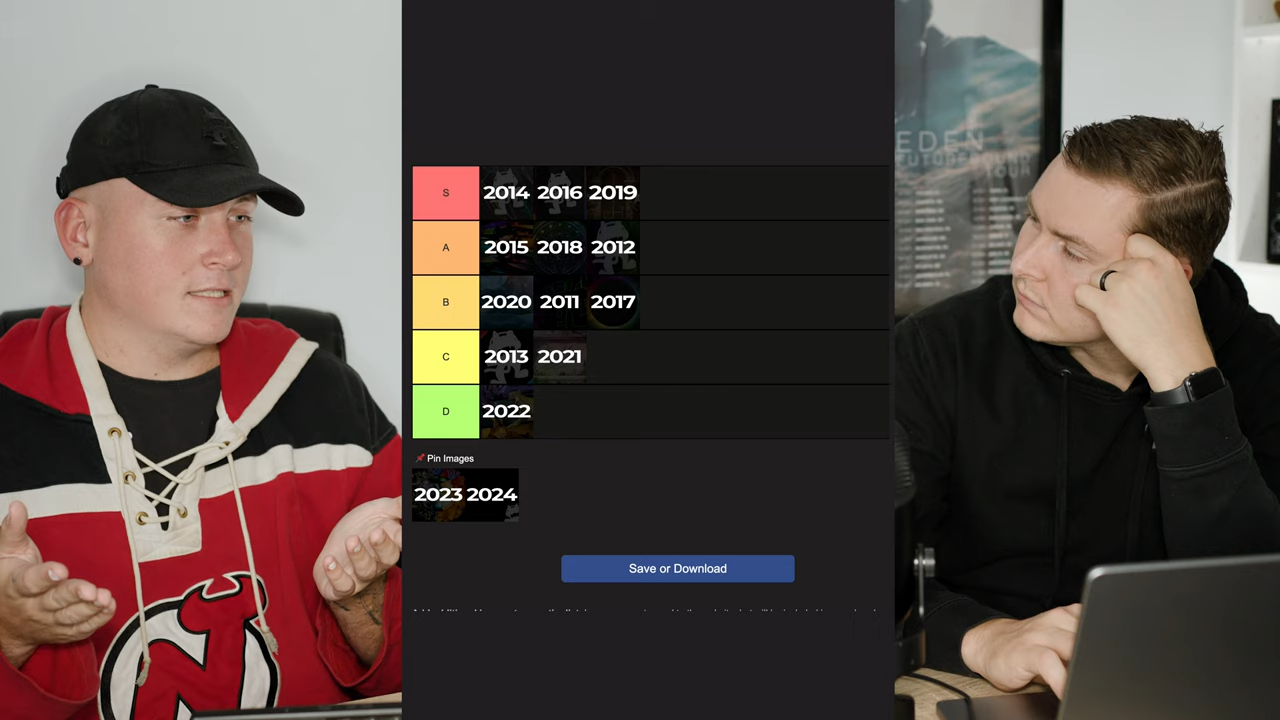 EDEN
FUTUREBOUND
TOUR
S 2014 2016 2019
A 2015 2018 2012
B 2020 2011 2017
C 2013 2021
D 2022
📌 Pin Images
2023 2024
Save or Download